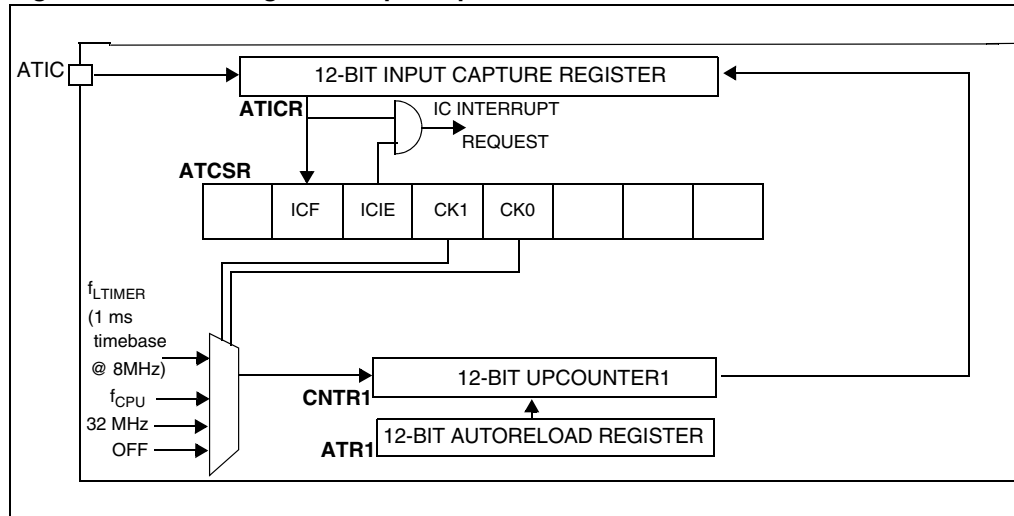 ATIC
12-BIT INPUT CAPTURE REGISTER
ATICR
IC INTERRUPT
REQUEST
ATCSR
ICF
ICIE
CK1
CK0
fLTIMER
(1 ms
timebase
@ 8MHz)
fCPU
32 MHz
OFF
12-BIT UPCOUNTER1
CNTR1
12-BIT AUTORELOAD REGISTER
ATR1